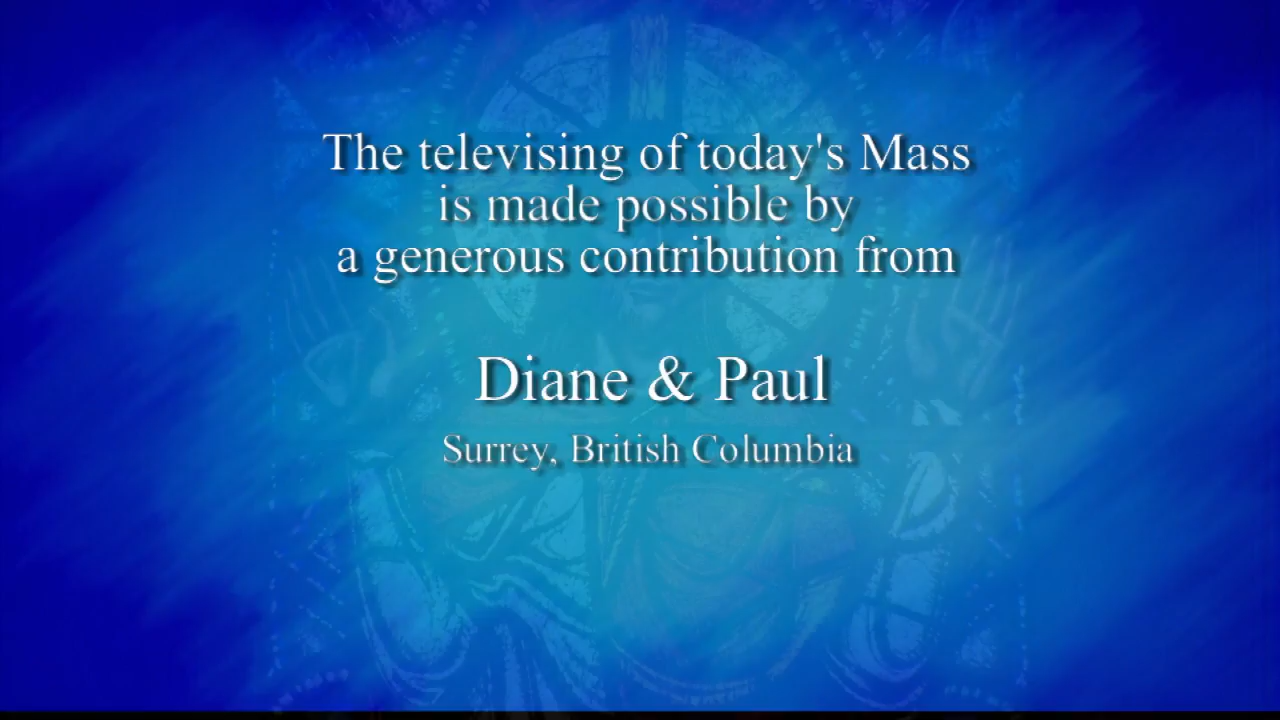 The televising of today's Mass
is made possible by
a generous contribution from
Diane & Paul
Surrey, British Columbia